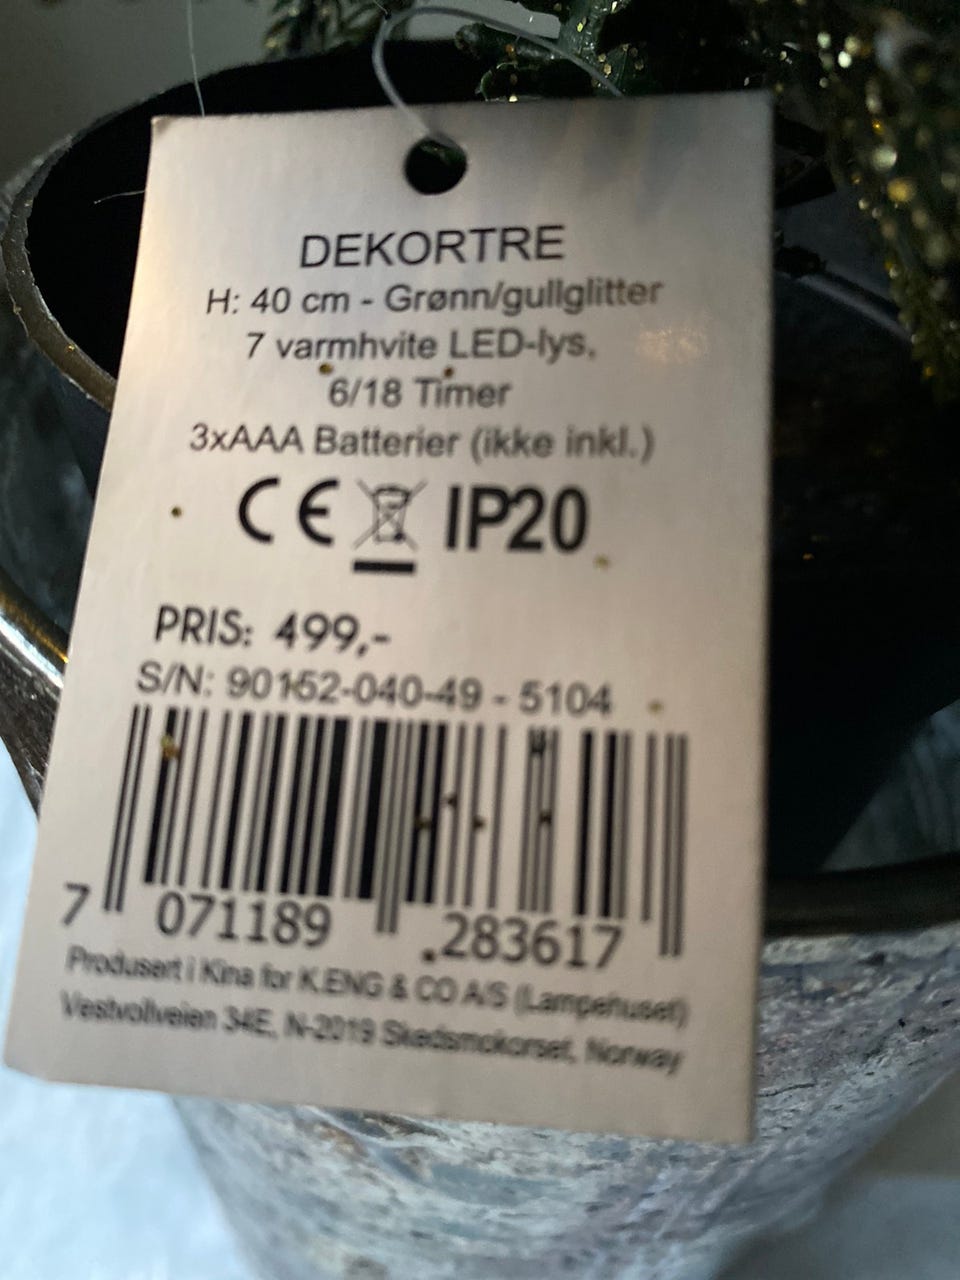 DEKORTRE
H: 40 cm - Grønn/gullglitter
7 varmhvite LED-lys,
6/18 Timer
3xAAA Batterier (ikke inkl.)
CE IP20
PRIS: 499,-
S/N: 90152-040-49 - 5104
7 071189 283617
Produsert i Kina for K.ENG & CO A/S (Lampehuset)
Vestvollveien 34E, N-2019 Skedsmokorset, Norway